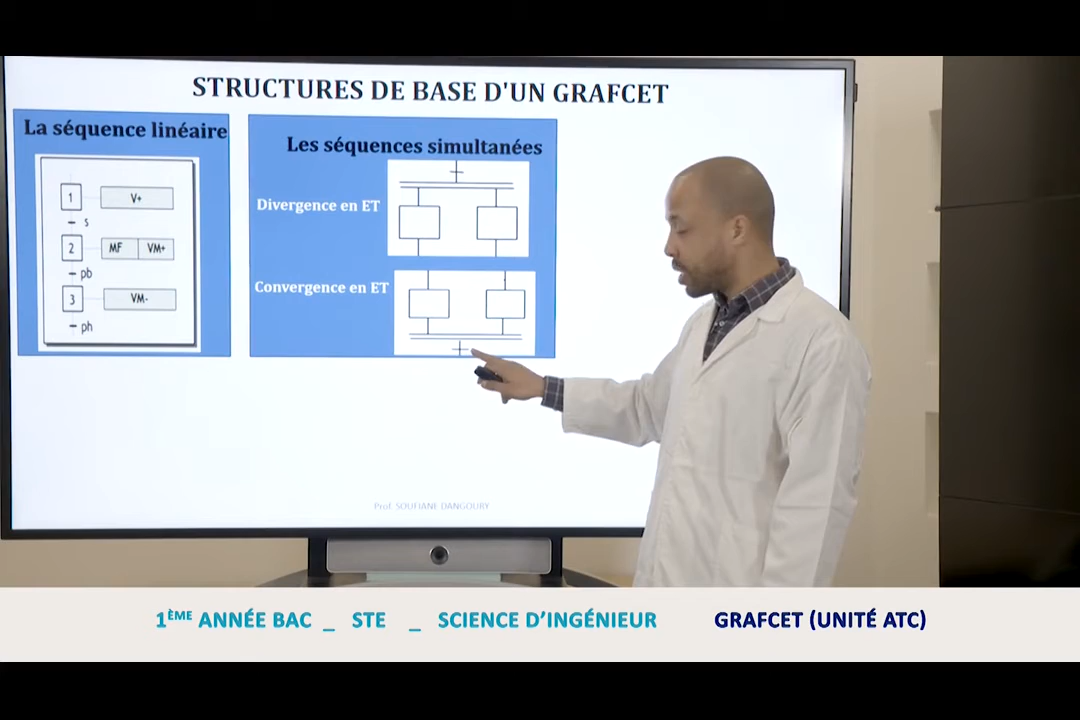 STRUCTURES DE BASE D'UN GRAFCET
La séquence linéaire
1 V+
s
2 MF VM+
pb
3 VM-
ph
Les séquences simultanées
Divergence en ET
Convergence en ET
Prof. SOUFIANE DANGOURY
1ÈME ANNÉE BAC _ STE _ SCIENCE D'INGÉNIEUR GRAFCET (UNITÉ ATC)